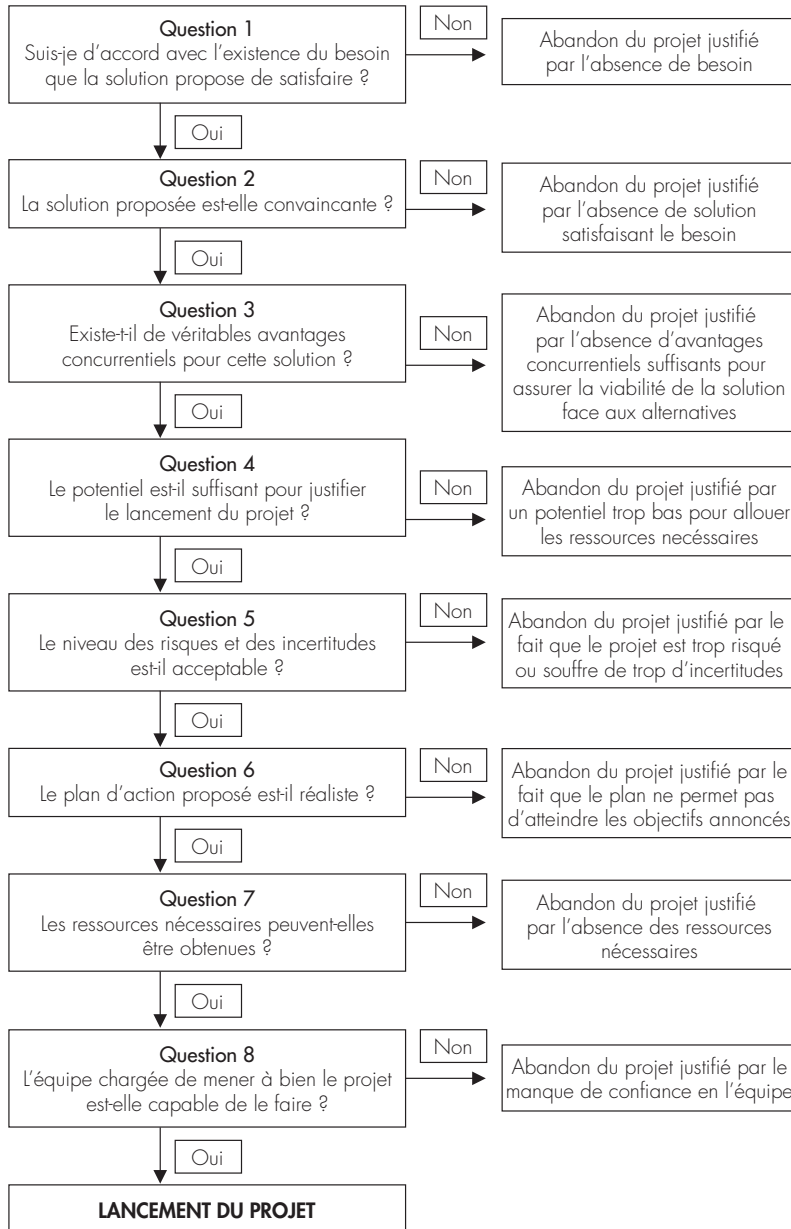 Question 1
Suis-je d'accord avec l'existence du besoin
que la solution propose de satisfaire ?
Non
Abandon du projet justifié
par l'absence de besoin
Oui
Question 2
La solution proposée est-elle convaincante ?
Non
Abandon du projet justifié
par l'absence de solution
satisfaisant le besoin
Oui
Question 3
Existe-t-il de véritables avantages
concurrentiels pour cette solution ?
Non
Abandon du projet justifié
par l'absence d'avantages
concurrentiels suffisants pour
assurer la viabilité de la solution
face aux alternatives
Oui
Question 4
Le potentiel est-il suffisant pour justifier
le lancement du projet ?
Non
Abandon du projet justifié par
un potentiel trop bas pour allouer
les ressources necéssaires
Oui
Question 5
Le niveau des risques et des incertitudes
est-il acceptable ?
Non
Abandon du projet justifié par le
fait que le projet est trop risqué
ou souffre de trop d'incertitudes
Oui
Question 6
Le plan d'action proposé est-il réaliste ?
Non
Abandon du projet justifié par le
fait que le plan ne permet pas
d'atteindre les objectifs annoncés
Oui
Question 7
Les ressources nécessaires peuvent-elles
être obtenues ?
Non
Abandon du projet justifié
par l'absence des ressources
nécessaires
Oui
Question 8
L'équipe chargée de mener à bien le projet
est-elle capable de le faire ?
Non
Abandon du projet justifié par le
manque de confiance en l'équipe
Oui
LANCEMENT DU PROJET